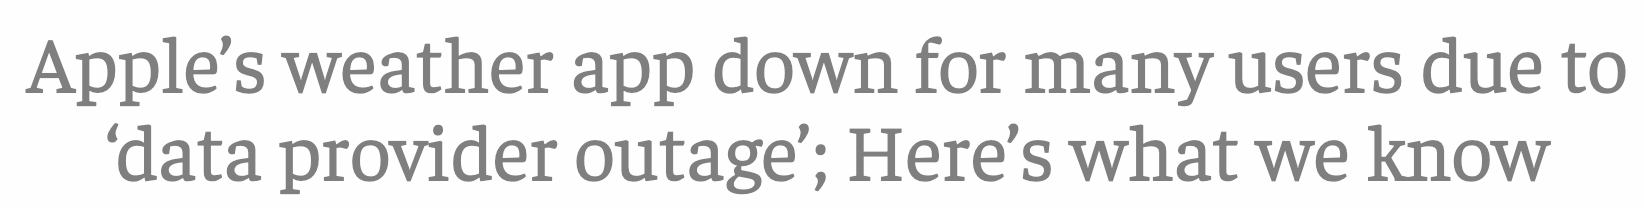 Apple’s weather app down for many users due to
‘data provider outage’; Here’s what we know